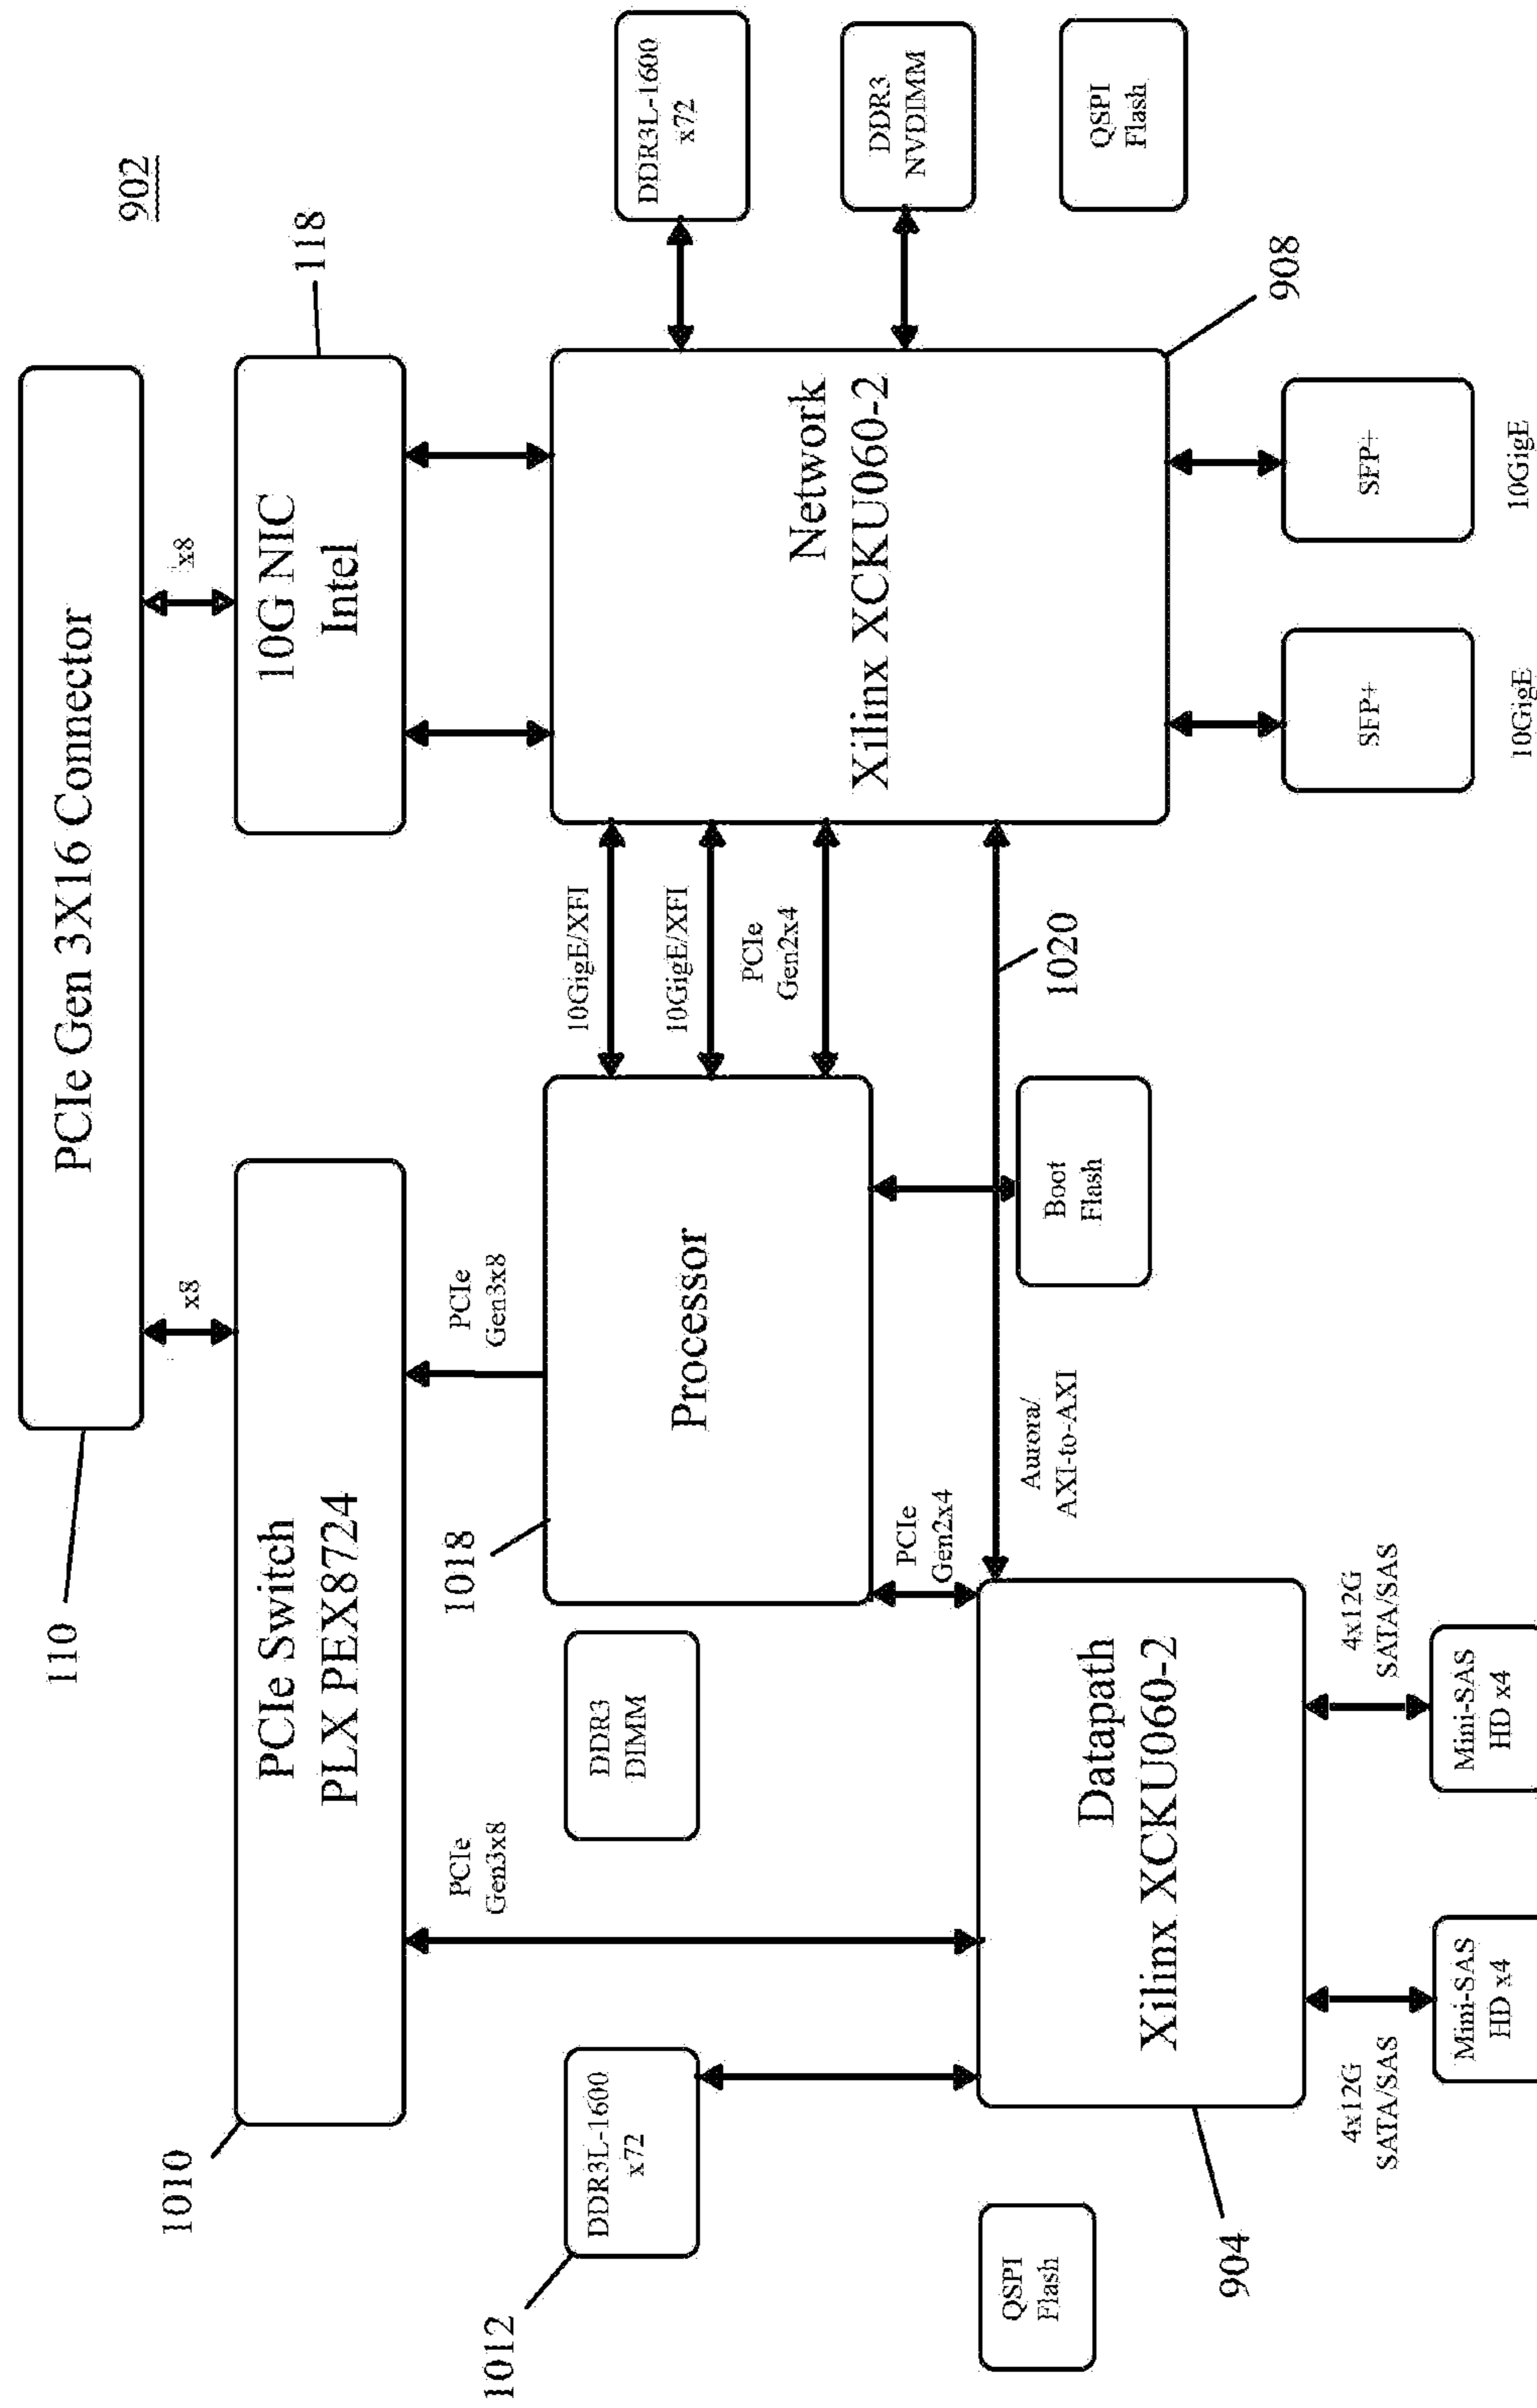 902
PCIe Gen 3X16 Connector
110
x8
x8
1010
PCIe Switch
PLX PEX8724
10G NIC
Intel
118
PCIe
Gen3x8
PCIe
Gen3x8
1012
DDR3L-1600
x72
DDR3
DIMM
1018
Processor
10GigE/XFI
10GigE/XFI
PCIe
Gen2x4
Network
Xilinx XCKU060-2
DDR3L-1600
x72
DDR3
NVDIMM
QSPI
Flash
908
PCIe
Gen2x4
Aurora/
AXI-to-AXI
1020
Boot
Flash
QSPI
Flash
Datapath
Xilinx XCKU060-2
904
4x12G
SATA/SAS
4x12G
SATA/SAS
Mini-SAS
HD x4
Mini-SAS
HD x4
SFP+
SFP+
10GigE
10GigE